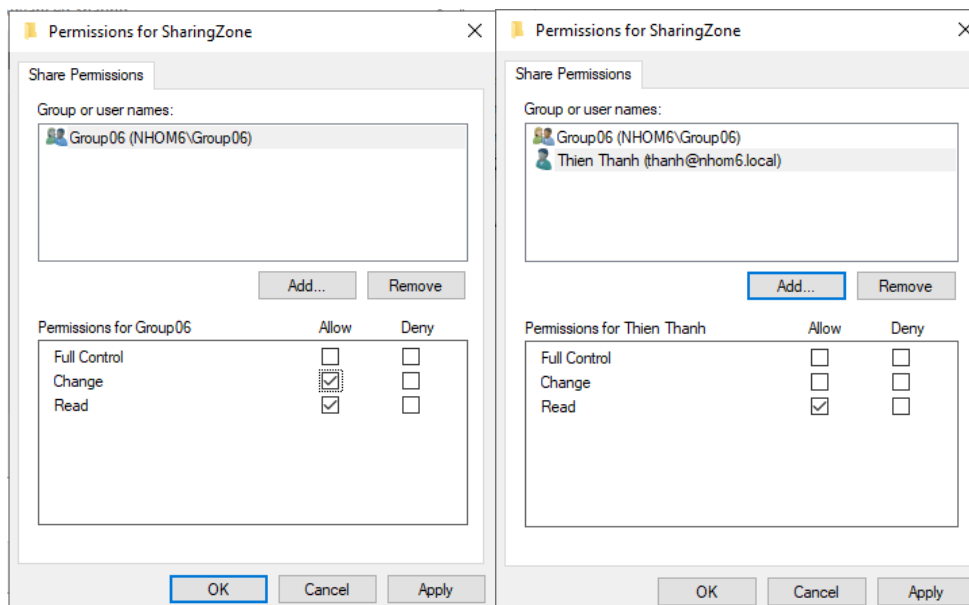 Permissions for SharingZone
Share Permissions
Group or user names:
Group06 (NHOM6\Group06)
Add...
Remove
Permissions for Group06
Allow
Deny
Full Control
Change
Read
OK
Cancel
Apply
Permissions for SharingZone
Share Permissions
Group or user names:
Group06 (NHOM6\Group06)
Thien Thanh (thanh@nhom6.local)
Add...
Remove
Permissions for Thien Thanh
Allow
Deny
Full Control
Change
Read
OK
Cancel
Apply